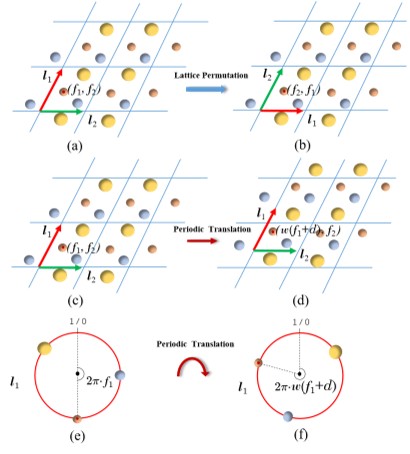 l₁
(f₁, f₂)
l₂
(a)
Lattice Permutation
l₂
(f₂, f₁)
l₁
(b)
l₁
(f₁, f₂)
l₂
(c)
Periodic Translation
l₁
(w(f₁+d), f₂)
l₂
(d)
1/0
l₁
2π·f₁
(e)
Periodic Translation
1/0
l₁
2π·w(f₁+d)
(f)